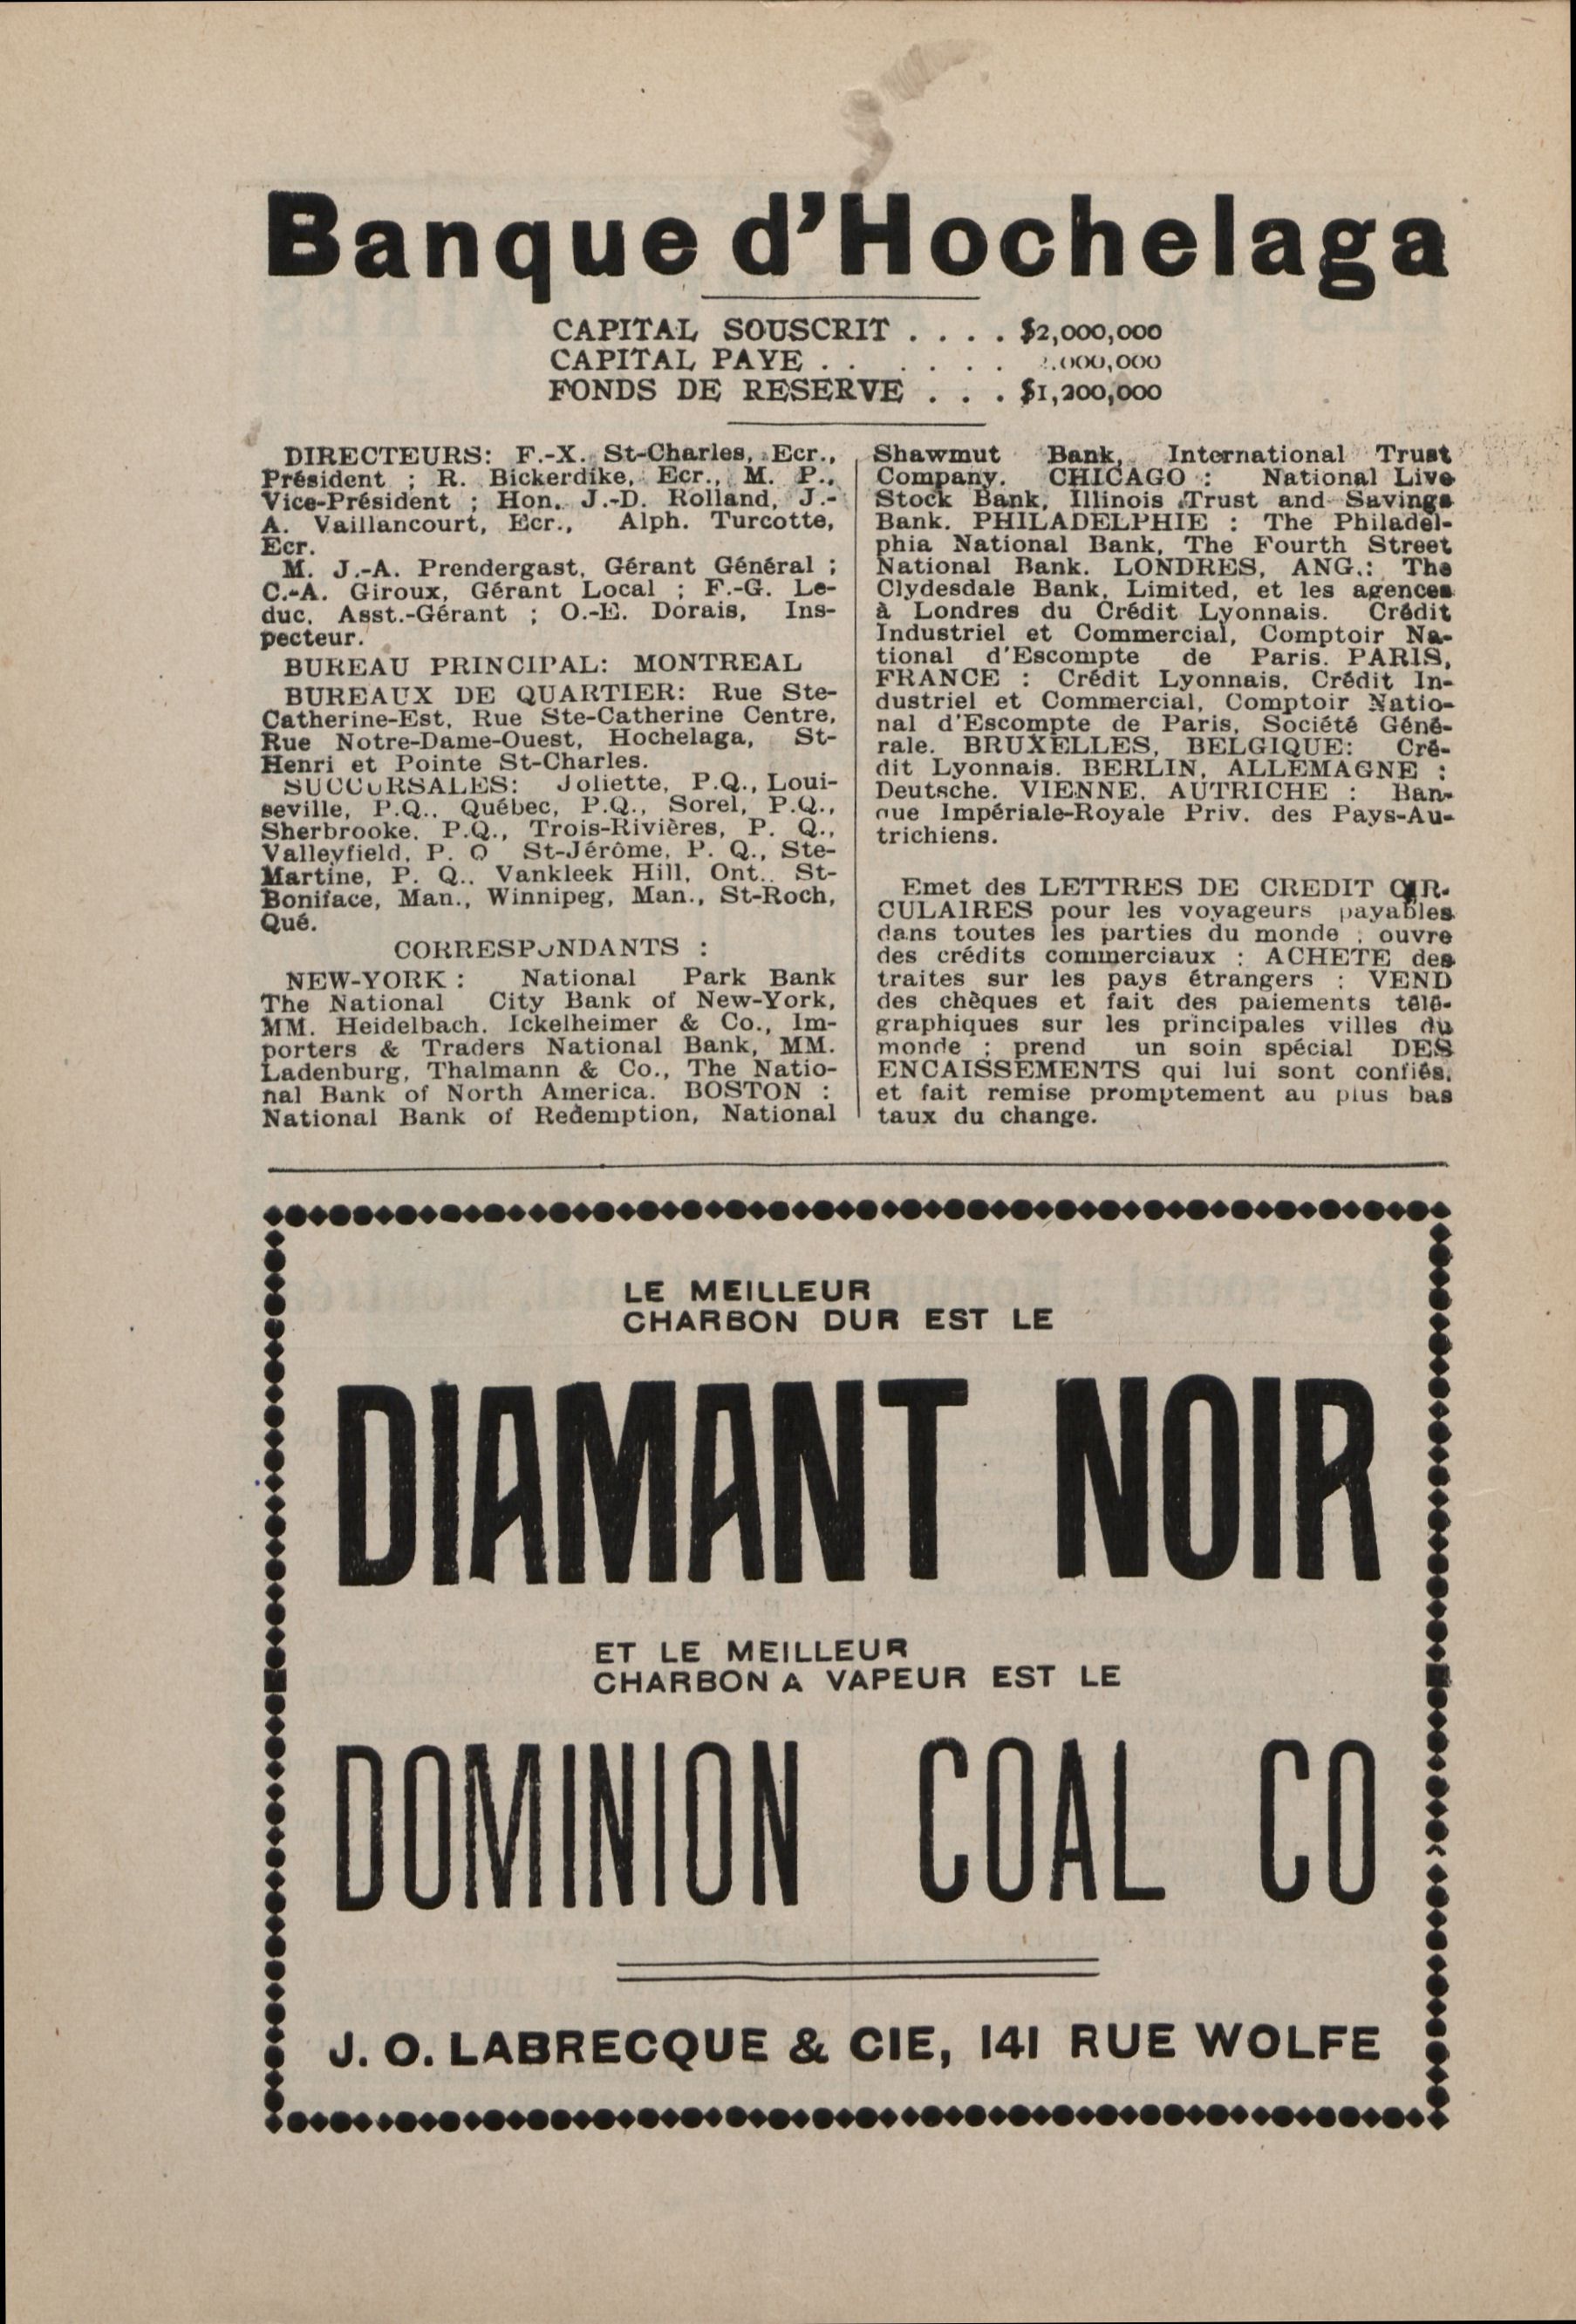 Banque d'Hochelaga
CAPITAL SOUSCRIT . . . . $2,000,000
CAPITAL PAYE . . . . . . .000,000
FONDS DE RESERVE . . . $1,200,000
DIRECTEURS: F.-X. St-Charles, Ecr.,
Président ; R. Bickerdike, Ecr., M. P.,
Vice-Président ; Hon. J.-D. Rolland, J.-
A. Vaillancourt, Ecr., Alph. Turcotte,
Ecr.
M. J.-A. Prendergast, Gérant Général ;
C.-A. Giroux, Gérant Local ; F.-G. Le-
duc, Asst.-Gérant ; O.-E. Dorais, Ins-
pecteur.
BUREAU PRINCIPAL: MONTREAL
BUREAUX DE QUARTIER: Rue Ste-
Catherine-Est, Rue Ste-Catherine Centre,
Rue Notre-Dame-Ouest, Hochelaga, St-
Henri et Pointe St-Charles.
SUCCURSALES: Joliette, P.Q., Loui-
seville, P.Q., Québec, P.Q., Sorel, P.Q.,
Sherbrooke, P.Q., Trois-Rivières, P. Q.,
Valleyfield, P. Q St-Jérôme, P. Q., Ste-
Martine, P. Q., Vankleek Hill, Ont., St-
Boniface, Man., Winnipeg, Man., St-Roch,
Qué.
CORRESPONDANTS :
NEW-YORK : National Park Bank
The National City Bank of New-York,
MM. Heidelbach, Ickelheimer & Co., Im-
porters & Traders National Bank, MM.
Ladenburg, Thalmann & Co., The Natio-
nal Bank of North America. BOSTON :
National Bank of Redemption, National
Shawmut Bank, International Trust
Company. CHICAGO : National Live
Stock Bank, Illinois Trust and Savings
Bank. PHILADELPHIE : The Philadel-
phia National Bank, The Fourth Street
National Bank. LONDRES, ANG.: The
Clydesdale Bank, Limited, et les agences
à Londres du Crédit Lyonnais. Crédit
Industriel et Commercial, Comptoir Na-
tional d'Escompte de Paris. PARIS,
FRANCE : Crédit Lyonnais, Crédit In-
dustriel et Commercial, Comptoir Natio-
nal d'Escompte de Paris, Société Géné-
rale. BRUXELLES, BELGIQUE: Cré-
dit Lyonnais. BERLIN, ALLEMAGNE :
Deutsche. VIENNE, AUTRICHE : Ban-
que Impériale-Royale Priv. des Pays-Au-
trichiens.
Emet des LETTRES DE CREDIT CIR-
CULAIRES pour les voyageurs payables
dans toutes les parties du monde ; ouvre
des crédits commerciaux ; ACHETE des
traites sur les pays étrangers ; VEND
des chèques et fait des paiements télé-
graphiques sur les principales villes du
monde ; prend un soin spécial DES
ENCAISSEMENTS qui lui sont confiés,
et fait remise promptement au plus bas
taux du change.
LE MEILLEUR
CHARBON DUR EST LE
DIAMANT NOIR
ET LE MEILLEUR
CHARBON A VAPEUR EST LE
DOMINION COAL CO
J. O. LABRECQUE & CIE, 141 RUE WOLFE